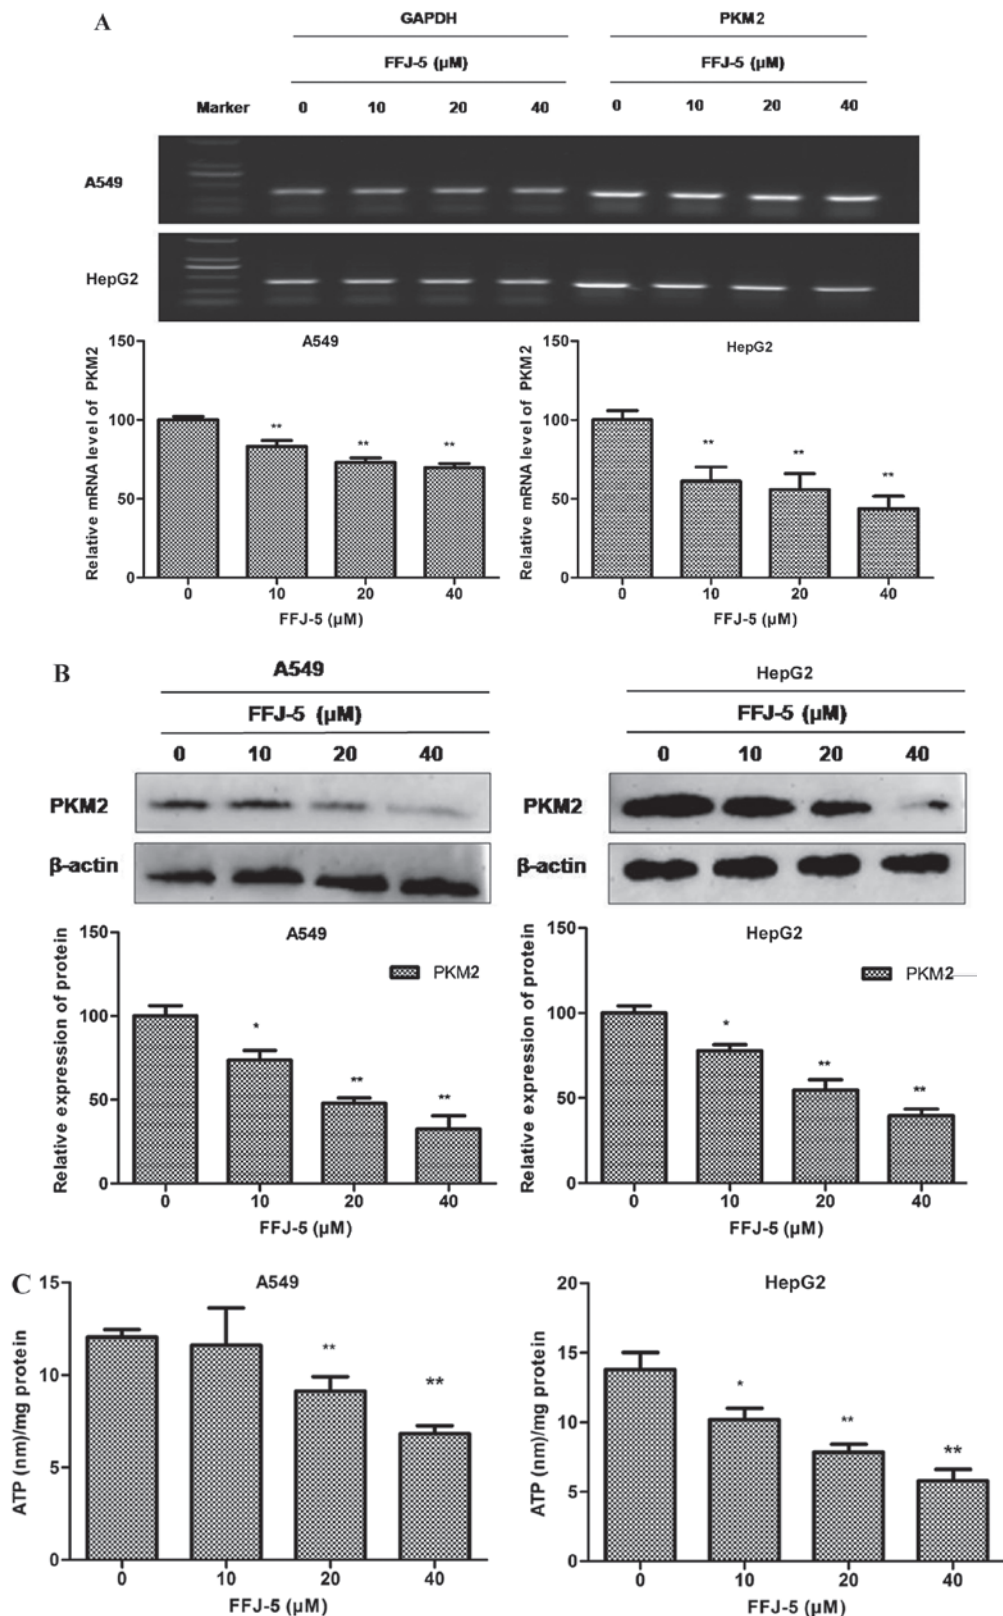 A
GAPDH PKM2
FFJ-5 (μM) FFJ-5 (μM)
Marker 0 10 20 40 0 10 20 40
A549
HepG2
A549
Relative mRNA level of PKM2
150
100
50
0
** ** **
0 10 20 40
FFJ-5 (μM)
HepG2
Relative mRNA level of PKM2
150
100
50
0
** ** **
0 10 20 40
FFJ-5 (μM)
B
A549
FFJ-5 (μM)
0 10 20 40
PKM2
β-actin
HepG2
FFJ-5 (μM)
0 10 20 40
PKM2
β-actin
A549
Relative expression of protein
150
100
50
0
PKM2
* ** **
0 10 20 40
FFJ-5 (μM)
HepG2
Relative expression of protein
150
100
50
0
PKM2
* ** **
0 10 20 40
FFJ-5 (μM)
C
A549
ATP (nm)/mg protein
15
10
5
0
** **
0 10 20 40
FFJ-5 (μM)
HepG2
ATP (nm)/mg protein
20
15
10
5
0
* ** **
0 10 20 40
FFJ-5 (μM)